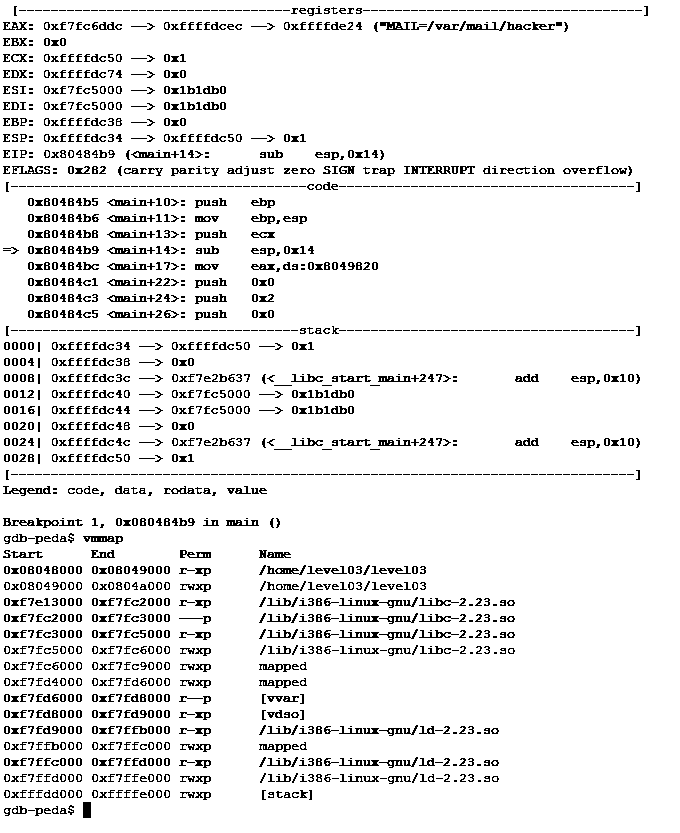 [----------------------------------registers-----------------------------------]
EAX: 0xf7fc6ddc --> 0xffffdcec --> 0xffffde24 ("MAIL=/var/mail/hacker")
EBX: 0x0
ECX: 0xffffdc50 --> 0x1
EDX: 0xffffdc74 --> 0x0
ESI: 0xf7fc5000 --> 0x1b1db0
EDI: 0xf7fc5000 --> 0x1b1db0
EBP: 0xffffdc38 --> 0x0
ESP: 0xffffdc34 --> 0xffffdc50 --> 0x1
EIP: 0x80484b9 (<main+14>: sub esp,0x14)
EFLAGS: 0x282 (carry parity adjust zero SIGN trap INTERRUPT direction overflow)
[-------------------------------------code-------------------------------------]
0x80484b5 <main+10>: push ebp
0x80484b6 <main+11>: mov ebp,esp
0x80484b8 <main+13>: push ecx
=> 0x80484b9 <main+14>: sub esp,0x14
0x80484bc <main+17>: mov eax,ds:0x8049820
0x80484c1 <main+22>: push 0x0
0x80484c3 <main+24>: push 0x2
0x80484c5 <main+26>: push 0x0
[------------------------------------stack-------------------------------------]
0000| 0xffffdc34 --> 0xffffdc50 --> 0x1
0004| 0xffffdc38 --> 0x0
0008| 0xffffdc3c --> 0xf7e2b637 (<__libc_start_main+247>: add esp,0x10)
0012| 0xffffdc40 --> 0xf7fc5000 --> 0x1b1db0
0016| 0xffffdc44 --> 0xf7fc5000 --> 0x1b1db0
0020| 0xffffdc48 --> 0x0
0024| 0xffffdc4c --> 0xf7e2b637 (<__libc_start_main+247>: add esp,0x10)
0028| 0xffffdc50 --> 0x1
[------------------------------------------------------------------------------]
Legend: code, data, rodata, value

Breakpoint 1, 0x080484b9 in main ()
gdb-peda$ vmmap
Start End Perm Name
0x08048000 0x08049000 r-xp /home/level03/level03
0x08049000 0x0804a000 rwxp /home/level03/level03
0xf7e13000 0xf7fc2000 r-xp /lib/i386-linux-gnu/libc-2.23.so
0xf7fc2000 0xf7fc3000 ---p /lib/i386-linux-gnu/libc-2.23.so
0xf7fc3000 0xf7fc5000 r-xp /lib/i386-linux-gnu/libc-2.23.so
0xf7fc5000 0xf7fc6000 rwxp /lib/i386-linux-gnu/libc-2.23.so
0xf7fc6000 0xf7fc9000 rwxp mapped
0xf7fd4000 0xf7fd6000 rwxp mapped
0xf7fd6000 0xf7fd8000 r--p [vvar]
0xf7fd8000 0xf7fd9000 r-xp [vdso]
0xf7fd9000 0xf7ffb000 r-xp /lib/i386-linux-gnu/ld-2.23.so
0xf7ffb000 0xf7ffc000 rwxp mapped
0xf7ffc000 0xf7ffd000 r-xp /lib/i386-linux-gnu/ld-2.23.so
0xf7ffd000 0xf7ffe000 rwxp /lib/i386-linux-gnu/ld-2.23.so
0xfffdd000 0xffffe000 rwxp [stack]
gdb-peda$